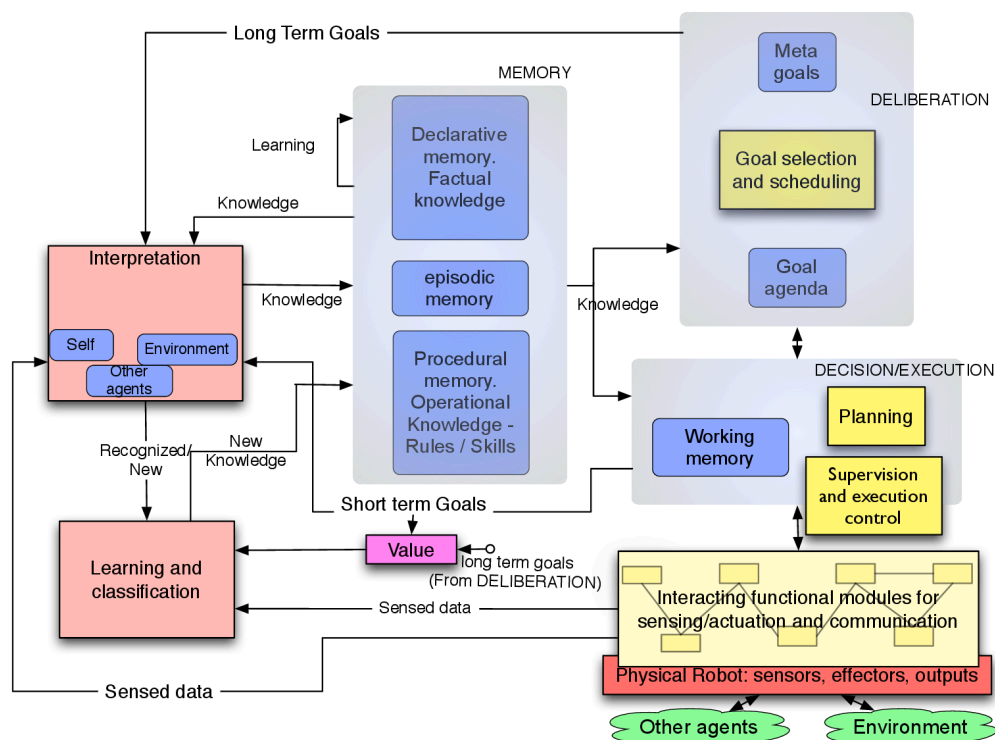 Long Term Goals
Meta
goals
MEMORY
DELIBERATION
Declarative
memory.
Factual
knowledge
Learning
Goal selection
and scheduling
Knowledge
Interpretation
episodic
memory
Knowledge
Goal
agenda
Knowledge
Self
Environment
Other
agents
Procedural
memory.
Operational
Knowledge -
Rules / Skills
DECISION/EXECUTION
Planning
Working
memory
Recognized/
New
New
Knowledge
Supervision
and execution
control
Short term Goals
Value
long term goals
(From DELIBERATION)
Learning and
classification
Interacting functional modules for
sensing/actuation and communication
Sensed data
Physical Robot: sensors, effectors, outputs
Sensed data
Other agents
Environment